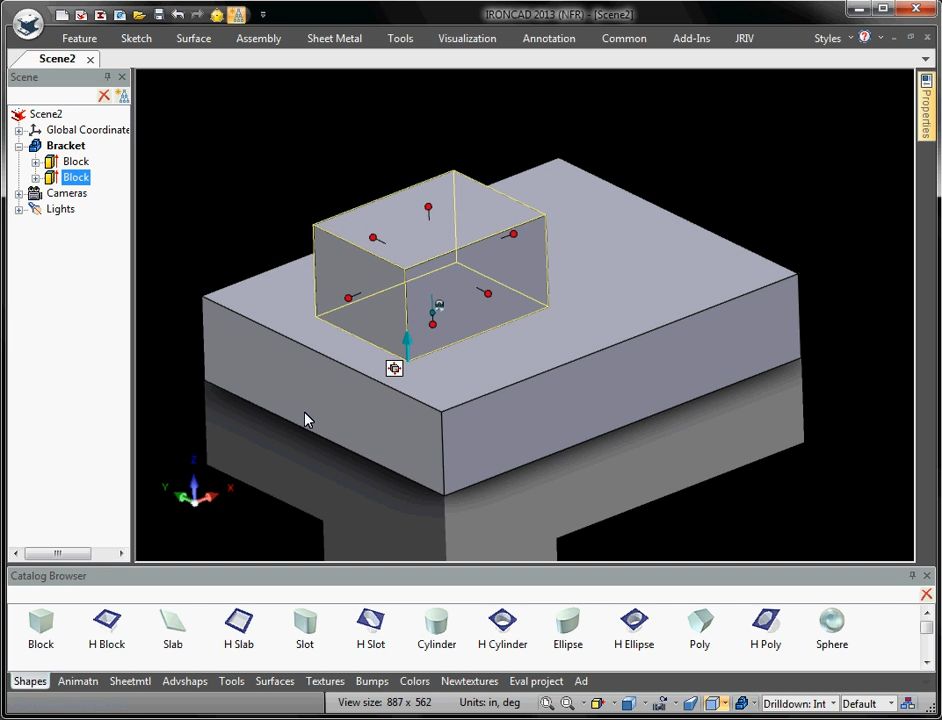 IRONCAD 2013 (NFR) - [Scene2]
Feature Sketch Surface Assembly Sheet Metal Tools Visualization Annotation Common Add-Ins JRIV Styles
Scene2
Scene
Scene2
Global Coordinate
Bracket
Block
Block
Cameras
Lights
Properties
Z
Y X
Catalog Browser
Block H Block Slab H Slab Slot H Slot Cylinder H Cylinder Ellipse H Ellipse Poly H Poly Sphere
Shapes Animatn Sheetmtl Advshaps Tools Surfaces Textures Bumps Colors Newtextures Eval project Ad
View size: 887 x 562 Units: in, deg Drilldown: Int Default